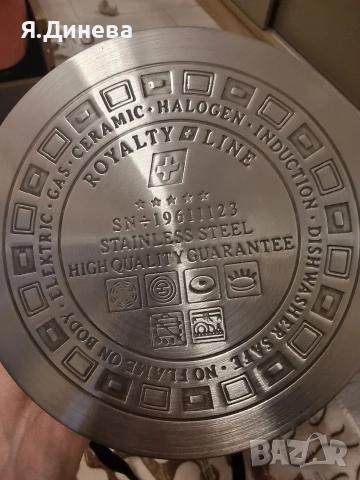 Я.Динева
ELEKTRIC · GAS · CERAMIC · HALOGEN · INDUCTION · DISHWASHER SAFE · NO FLAME ON BODY ·
ROYALTY LINE
SN÷19611123
STAINLESS STEEL
HIGH QUALITY GUARANTEE
BAZAR